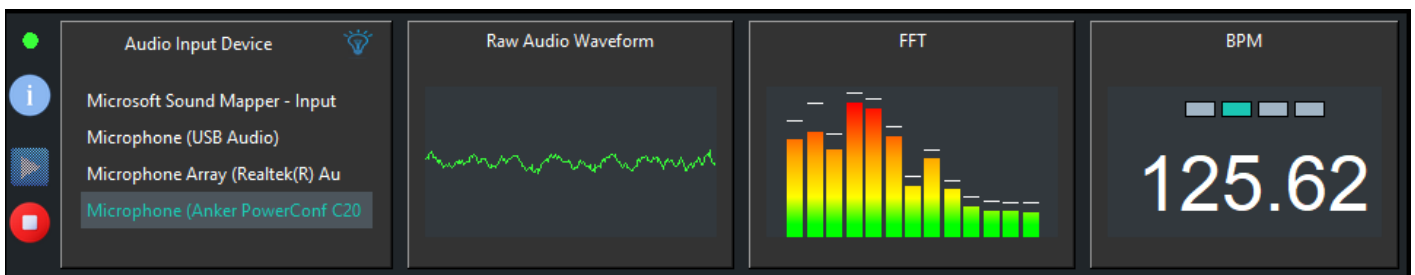 Audio Input Device
i
Microsoft Sound Mapper - Input
Microphone (USB Audio)
Microphone Array (Realtek(R) Au
Microphone (Anker PowerConf C20
Raw Audio Waveform
FFT
BPM
125.62